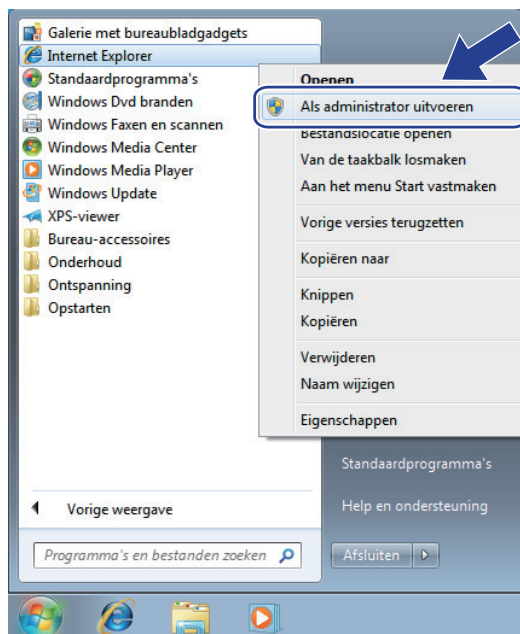 Galerie met bureaubladgadgets
Internet Explorer
Standaardprogramma's
Windows Dvd branden
Windows Faxen en scannen
Windows Media Center
Windows Media Player
Windows Update
XPS-viewer
Bureau-accessoires
Onderhoud
Ontspanning
Opstarten
Vorige weergave
Programma's en bestanden zoeken
Openen
Als administrator uitvoeren
Bestandslocatie openen
Van de taakbalk losmaken
Aan het menu Start vastmaken
Vorige versies terugzetten
Kopiëren naar
Knippen
Kopiëren
Verwijderen
Naam wijzigen
Eigenschappen
Standaardprogramma's
Help en ondersteuning
Afsluiten